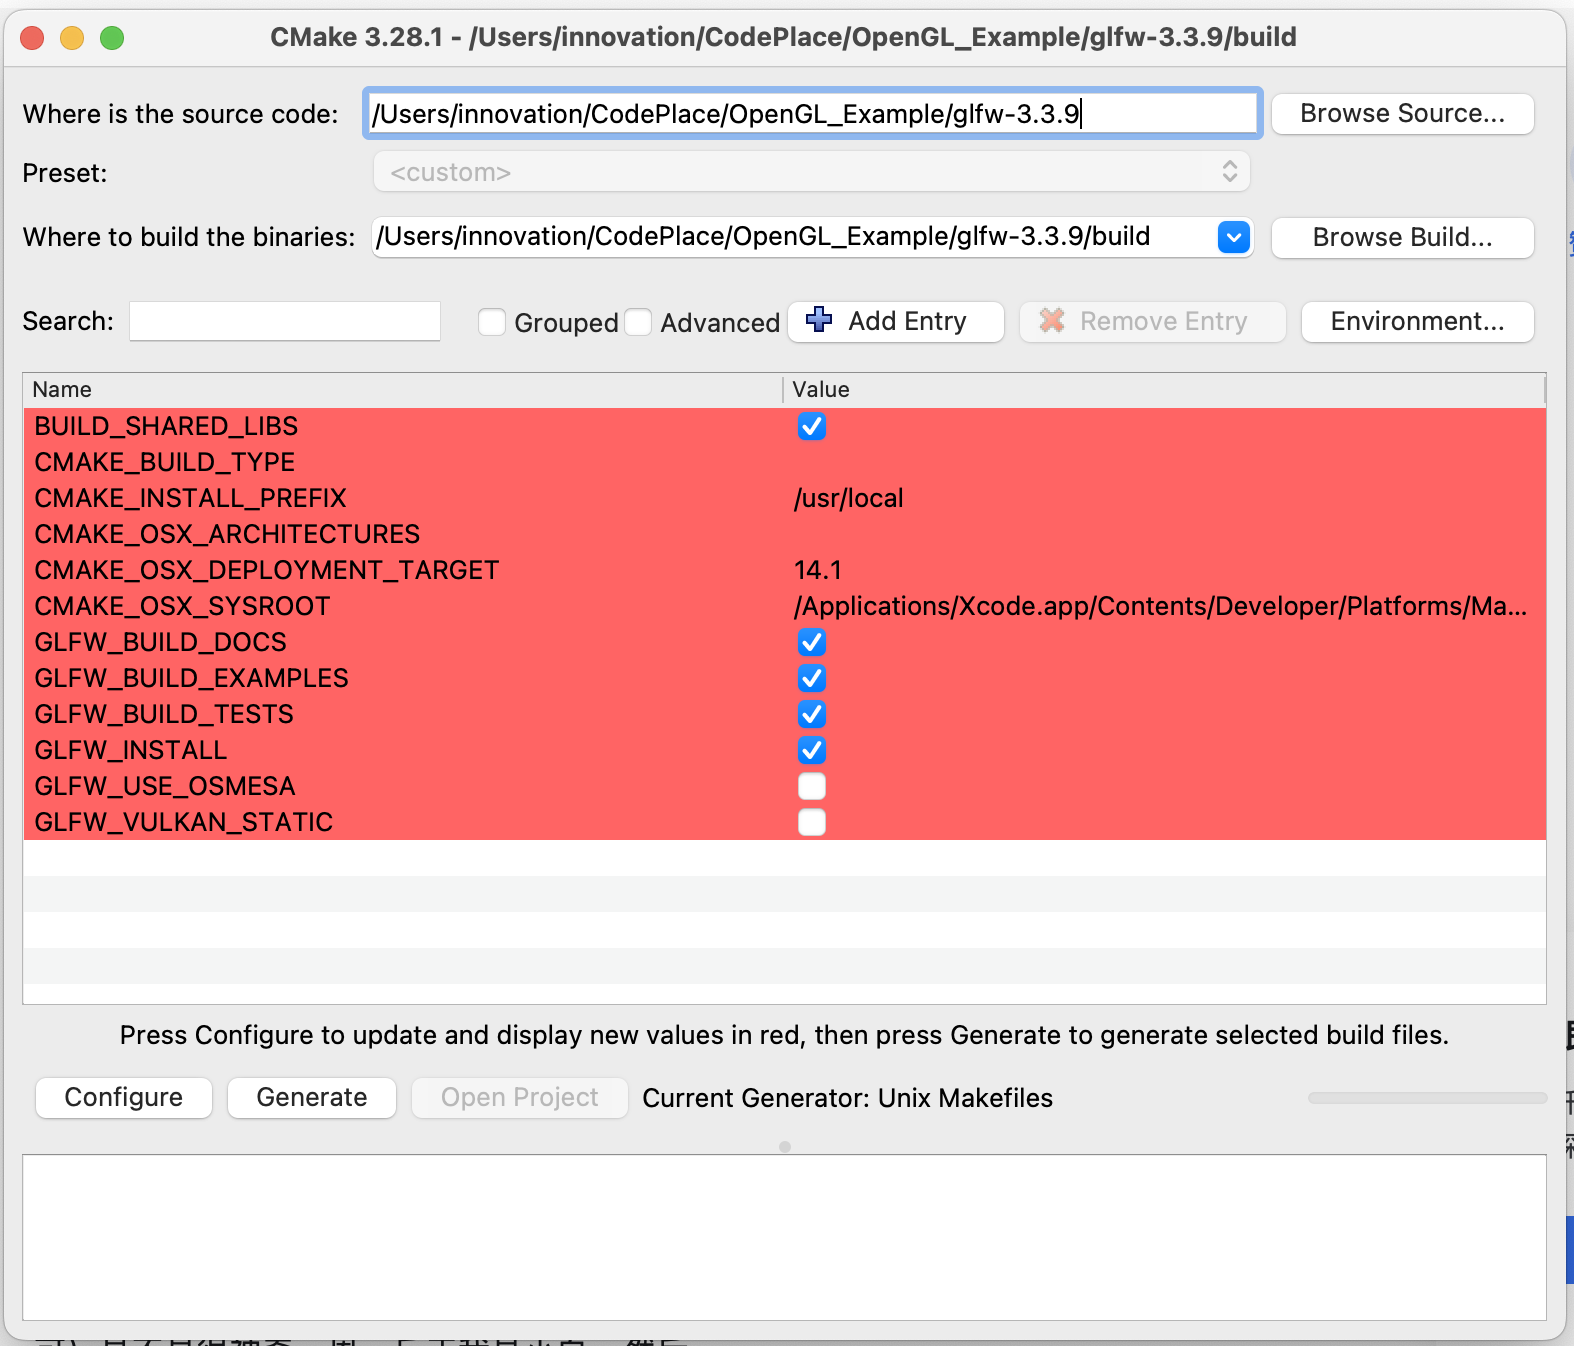 CMake 3.28.1 - /Users/innovation/CodePlace/OpenGL_Example/glfw-3.3.9/build
Where is the source code: /Users/innovation/CodePlace/OpenGL_Example/glfw-3.3.9 Browse Source...
Preset: <custom>
Where to build the binaries: /Users/innovation/CodePlace/OpenGL_Example/glfw-3.3.9/build Browse Build...
Search: Grouped Advanced Add Entry Remove Entry Environment...
Name Value
BUILD_SHARED_LIBS
CMAKE_BUILD_TYPE
CMAKE_INSTALL_PREFIX /usr/local
CMAKE_OSX_ARCHITECTURES
CMAKE_OSX_DEPLOYMENT_TARGET 14.1
CMAKE_OSX_SYSROOT /Applications/Xcode.app/Contents/Developer/Platforms/Ma...
GLFW_BUILD_DOCS
GLFW_BUILD_EXAMPLES
GLFW_BUILD_TESTS
GLFW_INSTALL
GLFW_USE_OSMESA
GLFW_VULKAN_STATIC
Press Configure to update and display new values in red, then press Generate to generate selected build files.
Configure Generate Open Project Current Generator: Unix Makefiles